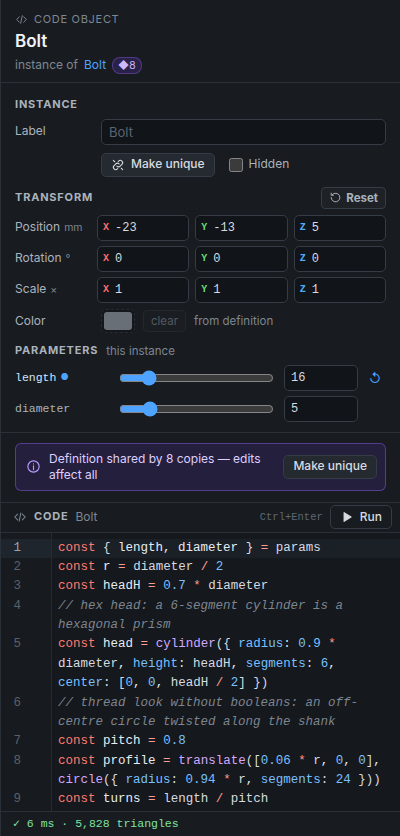 </> CODE OBJECT
Bolt
instance of Bolt ◆8
INSTANCE
Label Bolt
Make unique Hidden
TRANSFORM Reset
Position mm X -23 Y -13 Z 5
Rotation ° X 0 Y 0 Z 0
Scale × X 1 Y 1 Z 1
Color clear from definition
PARAMETERS this instance
length 16
diameter 5
Definition shared by 8 copies — edits
affect all
Make unique
</> CODE Bolt Ctrl+Enter Run
1 const { length, diameter } = params
2 const r = diameter / 2
3 const headH = 0.7 * diameter
4 // hex head: a 6-segment cylinder is a
hexagonal prism
5 const head = cylinder({ radius: 0.9 *
diameter, height: headH, segments: 6,
center: [0, 0, headH / 2] })
6 // thread look without booleans: an off-
centre circle twisted along the shank
7 const pitch = 0.8
8 const profile = translate([0.06 * r, 0, 0],
circle({ radius: 0.94 * r, segments: 24 }))
9 const turns = length / pitch
✓ 6 ms · 5,828 triangles